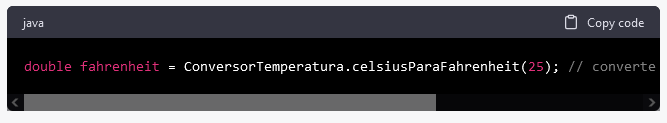 java Copy code
double fahrenheit = ConversorTemperatura.celsiusParaFahrenheit(25); // converte